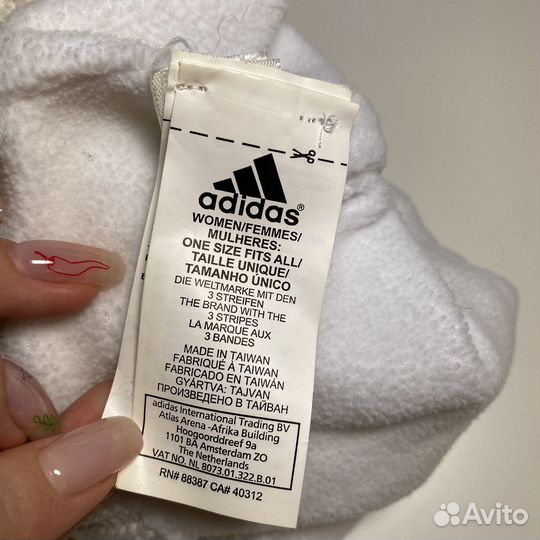 adidas®
WOMEN/FEMMES/
MULHERES:
ONE SIZE FITS ALL/
TAILLE UNIQUE/
TAMANHO ÚNICO
DIE WELTMARKE MIT DEN
3 STREIFEN
THE BRAND WITH THE
3 STRIPES
LA MARQUE AUX
3 BANDES
MADE IN TAIWAN
FABRIQUÉ À TAIWAN
FABRICADO EN TAIWÁN
GYÁRTVA: TAJVAN
ПРОИЗВЕДЕНО В ТАЙВАН
adidas International Trading BV
Atlas Arena -Afrika Building
Hoogoorddreef 9a
1101 BA Amsterdam ZO
The Netherlands
VAT NO. NL 8073.01.322.B.01
RN# 88387 CA# 40312
Avito